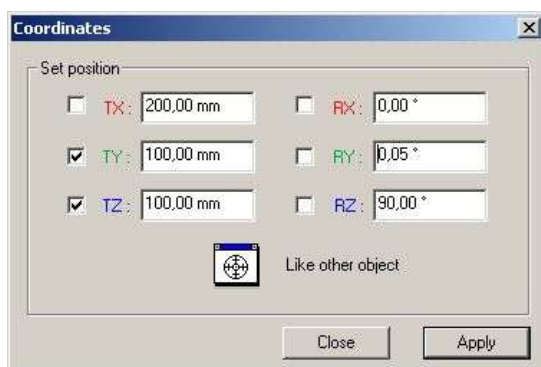 Coordinates
Set position
TX: 200,00 mm RX: 0,00 °
TY: 100,00 mm RY: 0,05 °
TZ: 100,00 mm RZ: 90,00 °
Like other object
Close Apply